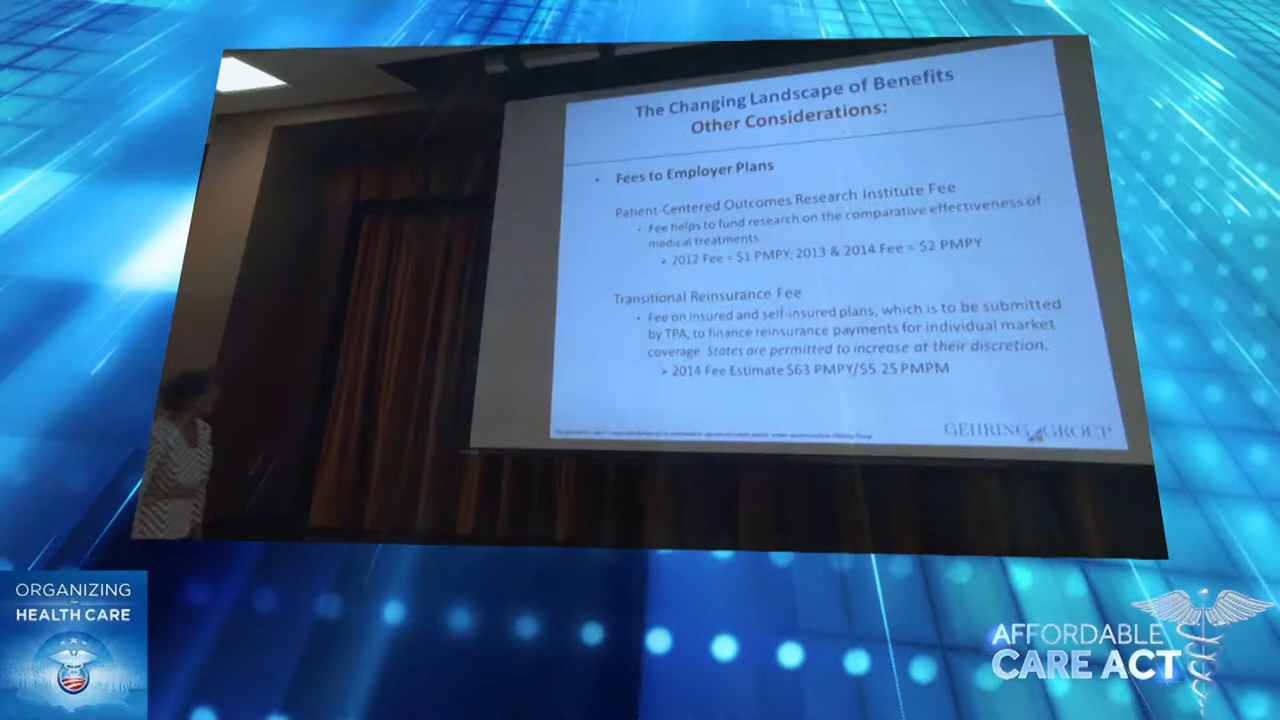 The Changing Landscape of Benefits
Other Considerations:
• Fees to Employer Plans
Patient-Centered Outcomes Research Institute Fee
• Fee helps to fund research on the comparative effectiveness of
medical treatments
➢ 2012 Fee = $1 PMPY, 2013 & 2014 Fee = $2 PMPY
Transitional Reinsurance Fee
• Fee on insured and self-insured plans, which is to be submitted
by TPA, to finance reinsurance payments for individual market
coverage States are permitted to increase at their discretion.
➢ 2014 Fee Estimate $63 PMPY/$5 25 PMPM
GEHRING GROUP
ORGANIZING
for
HEALTH CARE
AFFORDABLE
CARE ACT